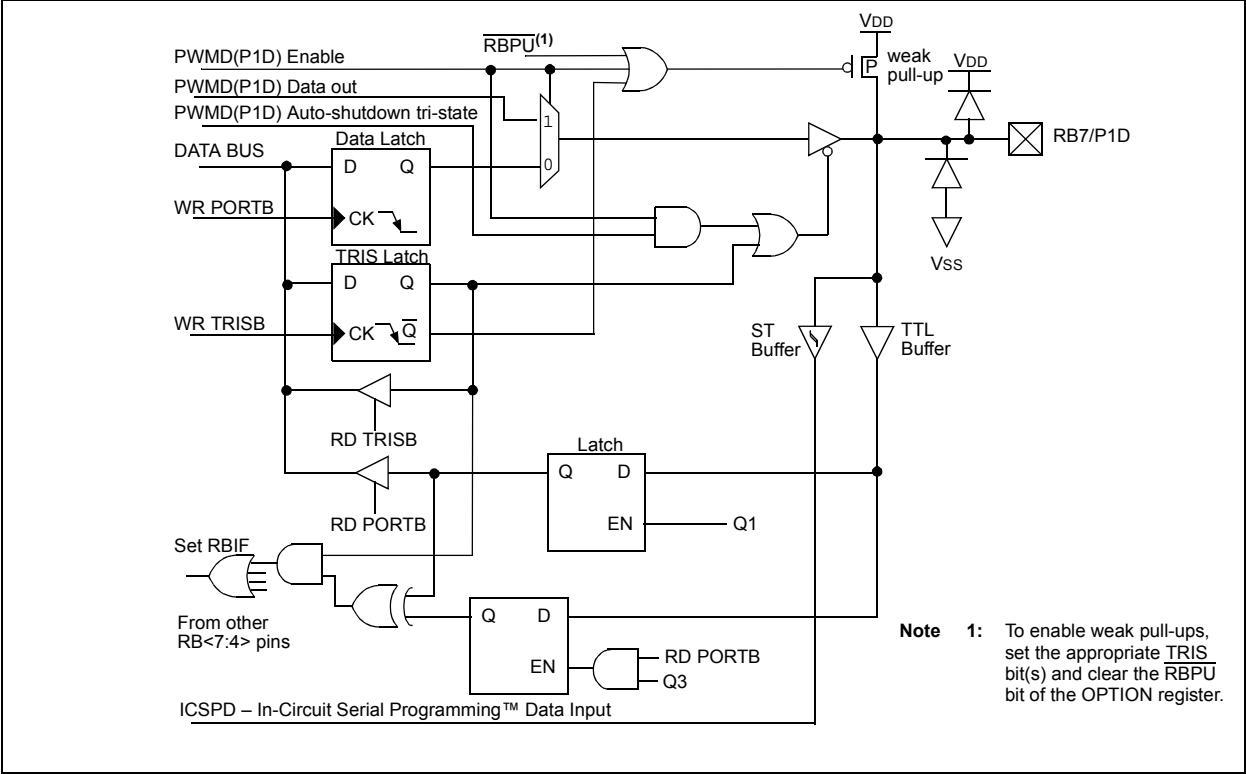 VDD
RBPU(1)
PWMD(P1D) Enable
weak
pull-up
P
VDD
PWMD(P1D) Data out
PWMD(P1D) Auto-shutdown tri-state
1
Data Latch
RB7/P1D
DATA BUS
D Q
0
WR PORTB
CK
TRIS Latch
VSS
D Q
WR TRISB
CK Q
ST
Buffer
TTL
Buffer
RD TRISB
Latch
Q D
RD PORTB
EN
Q1
Set RBIF
Q D
From other
RB<7:4> pins
EN
RD PORTB
Q3
Note 1: To enable weak pull-ups,
set the appropriate TRIS
bit(s) and clear the RBPU
bit of the OPTION register.
ICSPD – In-Circuit Serial Programming™ Data Input